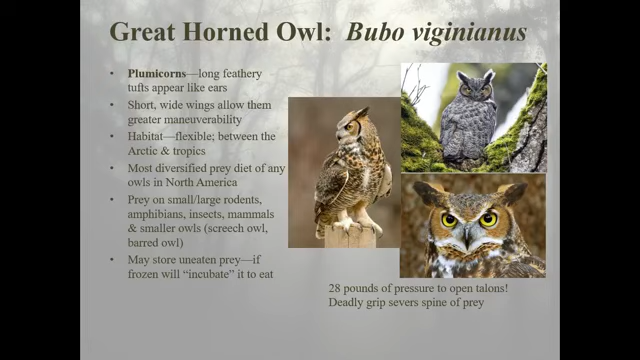 Great Horned Owl:  Bubo viginianus
• Plumicorns—long feathery
tufts appear like ears
• Short, wide wings allow them
greater maneuverability
• Habitat—flexible; between the
Arctic & tropics
• Most diversified prey diet of any
owls in North America
• Prey on small/large rodents,
amphibians, insects, mammals
& smaller owls (screech owl,
barred owl)
• May store uneaten prey—if
frozen will “incubate” it to eat
28 pounds of pressure to open talons!
Deadly grip severs spine of prey